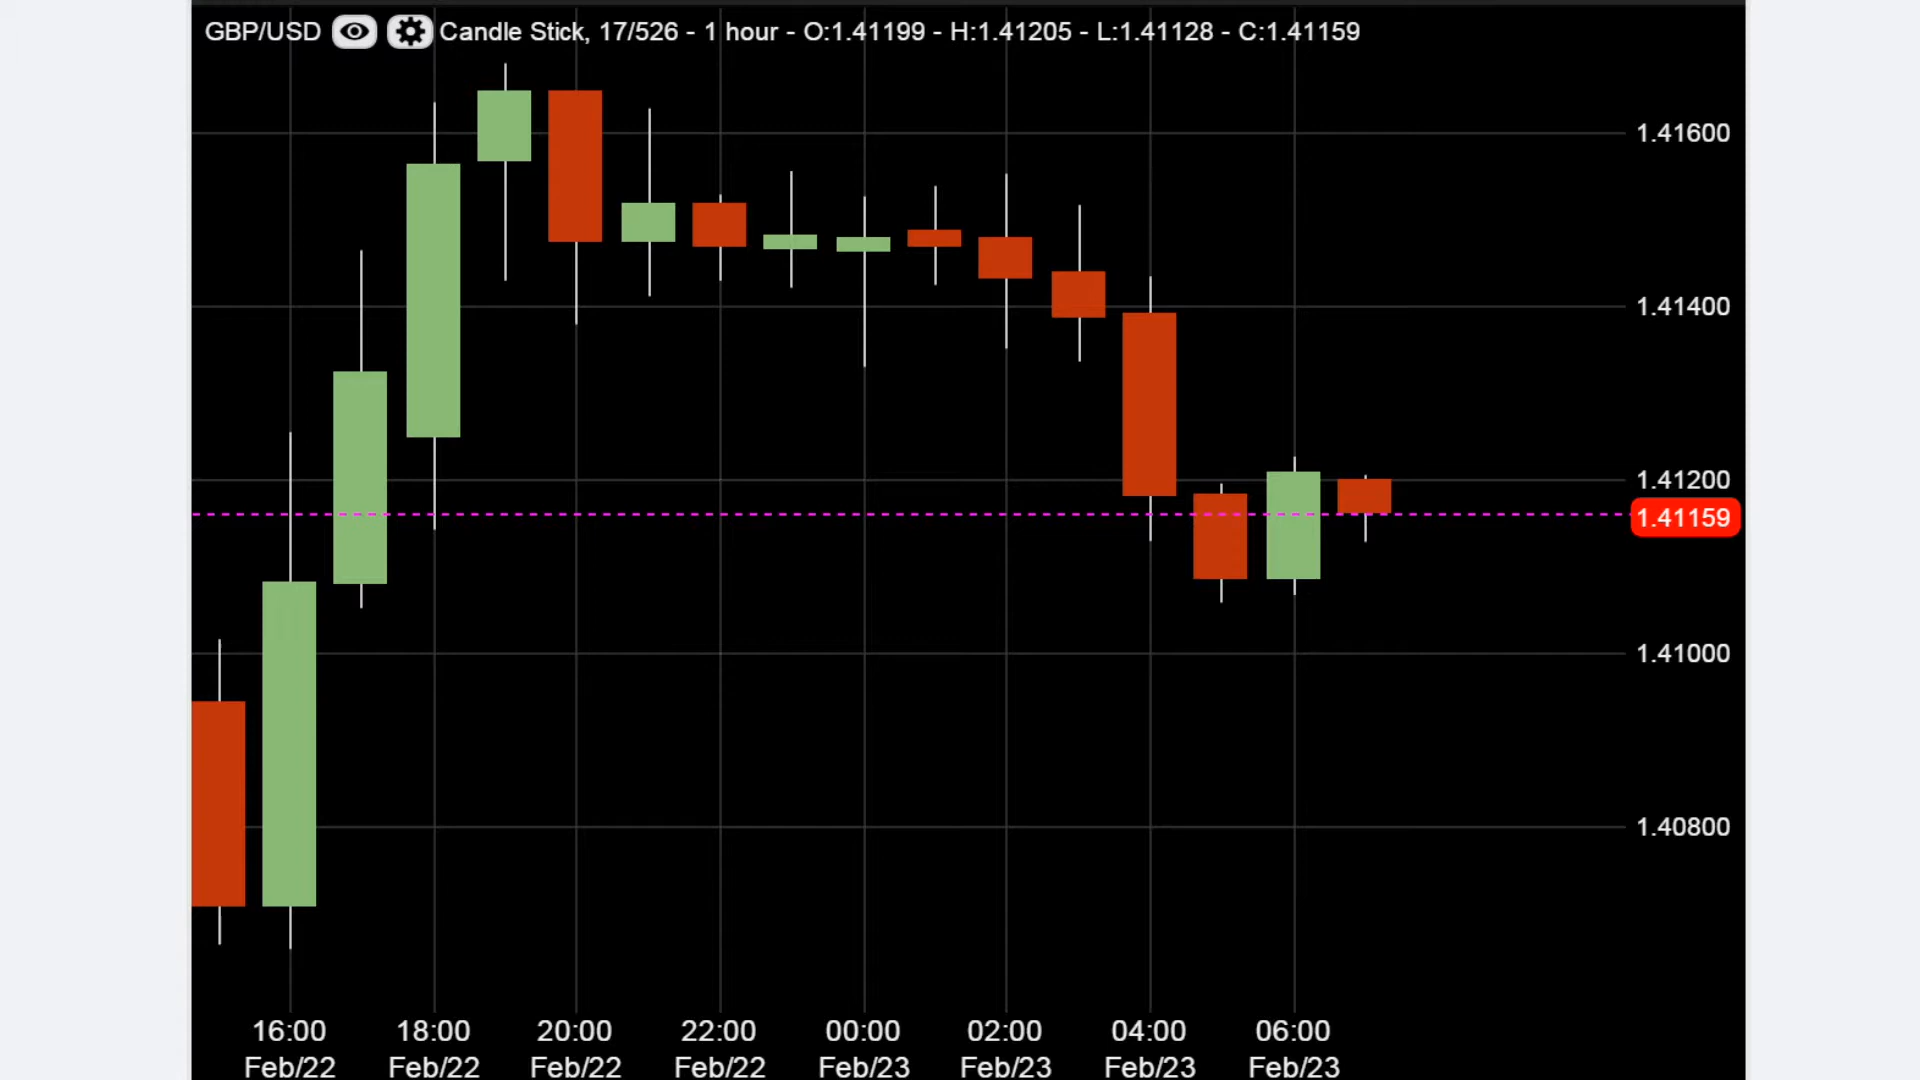 GBP/USD Candle Stick, 17/526 - 1 hour - O:1.41199 - H:1.41205 - L:1.41128 - C:1.41159
1.41600
1.41400
1.41200
1.41159
1.41000
1.40800
16:00 18:00 20:00 22:00 00:00 02:00 04:00 06:00
Feb/22 Feb/22 Feb/22 Feb/22 Feb/23 Feb/23 Feb/23 Feb/23